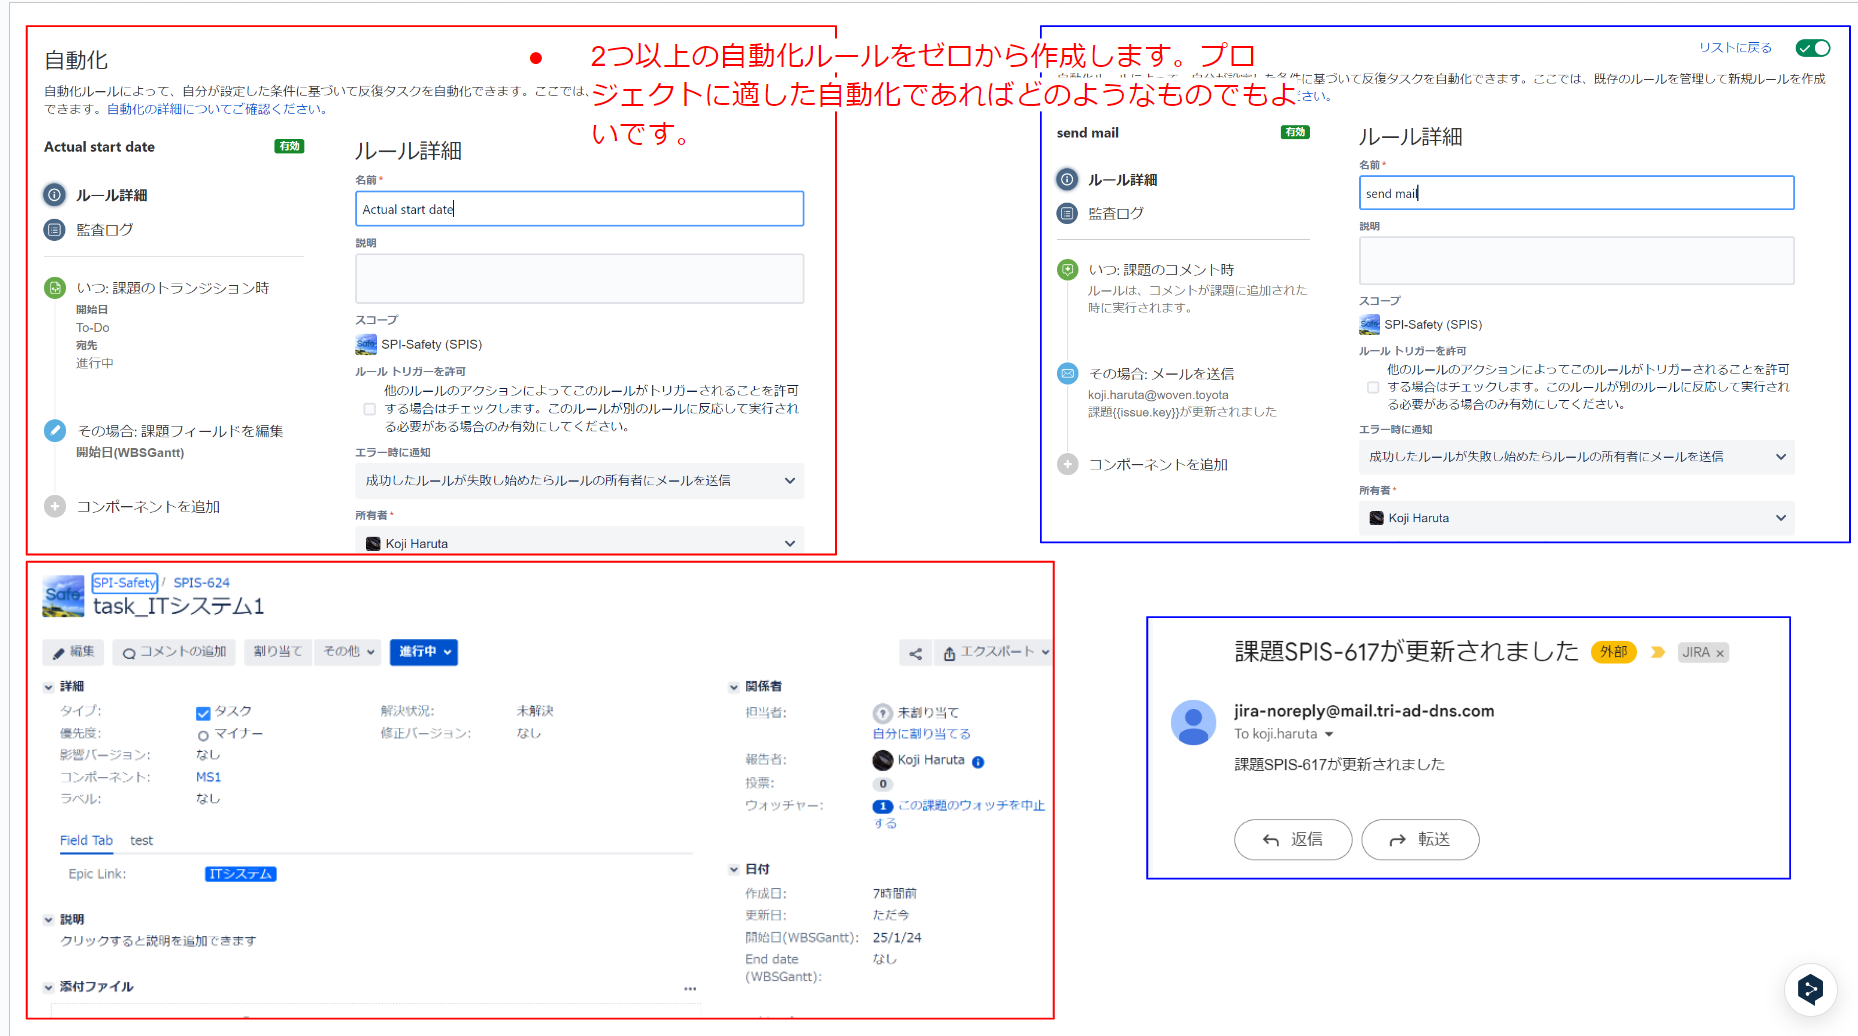 2つ以上の自動化ルールをゼロから作成します。プロ
ジェクトに適した自動化であればどのようなものでもよ
いです。
自動化
自動化ルールによって、自分が設定した条件に基づいて反復タスクを自動化できます。ここでは、
できます。自動化の詳細についてご確認ください。
Actual start date
有効
ルール詳細
監査ログ
いつ: 課題のトランジション時
開始日
To-Do
宛先
進行中
その場合: 課題フィールドを編集
開始日(WBSGantt)
コンポーネントを追加
ルール詳細
名前*
Actual start date
説明
スコープ
SPI-Safety (SPIS)
ルール トリガーを許可
他のルールのアクションによってこのルールがトリガーされることを許可
する場合はチェックします。このルールが別のルールに反応して実行され
る必要がある場合のみ有効にしてください。
エラー時に通知
成功したルールが失敗し始めたらルールの所有者にメールを送信
所有者*
Koji Haruta
リストに戻る
に基づいて反復タスクを自動化できます。ここでは、既存のルールを管理して新規ルールを作成
ださい。
send mail
有効
ルール詳細
監査ログ
いつ: 課題のコメント時
ルールは、コメントが課題に追加された
時に実行されます。
その場合: メールを送信
koji.haruta@woven.toyota
課題{{issue.key}}が更新されました
コンポーネントを追加
ルール詳細
名前*
send mail
説明
スコープ
SPI-Safety (SPIS)
ルール トリガーを許可
他のルールのアクションによってこのルールがトリガーされることを許可
する場合はチェックします。このルールが別のルールに反応して実行され
る必要がある場合のみ有効にしてください。
エラー時に通知
成功したルールが失敗し始めたらルールの所有者にメールを送信
所有者*
Koji Haruta
Safe
SPI-Safety / SPIS-624
task_ITシステム1
編集 コメントの追加 割り当て その他 進行中 エクスポート
詳細
タイプ: タスク 解決状況: 未解決
優先度: マイナー 修正バージョン: なし
影響バージョン: なし
コンポーネント: MS1
ラベル: なし
Field Tab test
Epic Link: ITシステム
説明
クリックすると説明を追加できます
添付ファイル
関係者
担当者: 未割り当て
自分に割り当てる
報告者: Koji Haruta
投票: 0
ウォッチャー: 1 この課題のウォッチを中止
する
日付
作成日: 7時間前
更新日: ただ今
開始日(WBSGantt): 25/1/24
End date なし
(WBSGantt):
課題SPIS-617が更新されました 外部 JIRA ×
jira-noreply@mail.tri-ad-dns.com
To koji.haruta
課題SPIS-617が更新されました
返信 転送